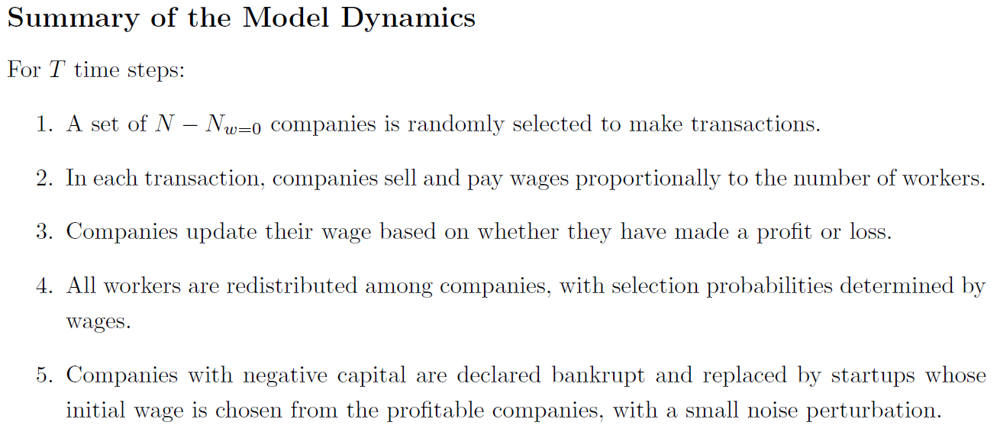 Summary of the Model Dynamics
For T time steps:
1. A set of N − N_{w=0} companies is randomly selected to make transactions.
2. In each transaction, companies sell and pay wages proportionally to the number of workers.
3. Companies update their wage based on whether they have made a profit or loss.
4. All workers are redistributed among companies, with selection probabilities determined by
wages.
5. Companies with negative capital are declared bankrupt and replaced by startups whose
initial wage is chosen from the profitable companies, with a small noise perturbation.